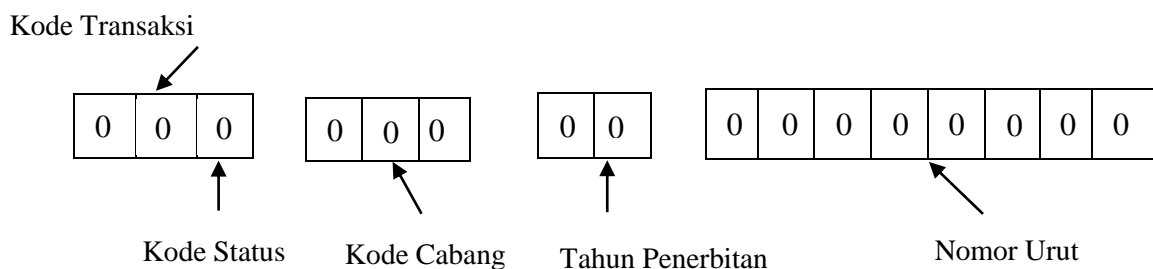 Kode Transaksi
0 0 0 0 0 0 0 0 0 0 0 0 0 0 0 0
Kode Status Kode Cabang Tahun Penerbitan Nomor Urut